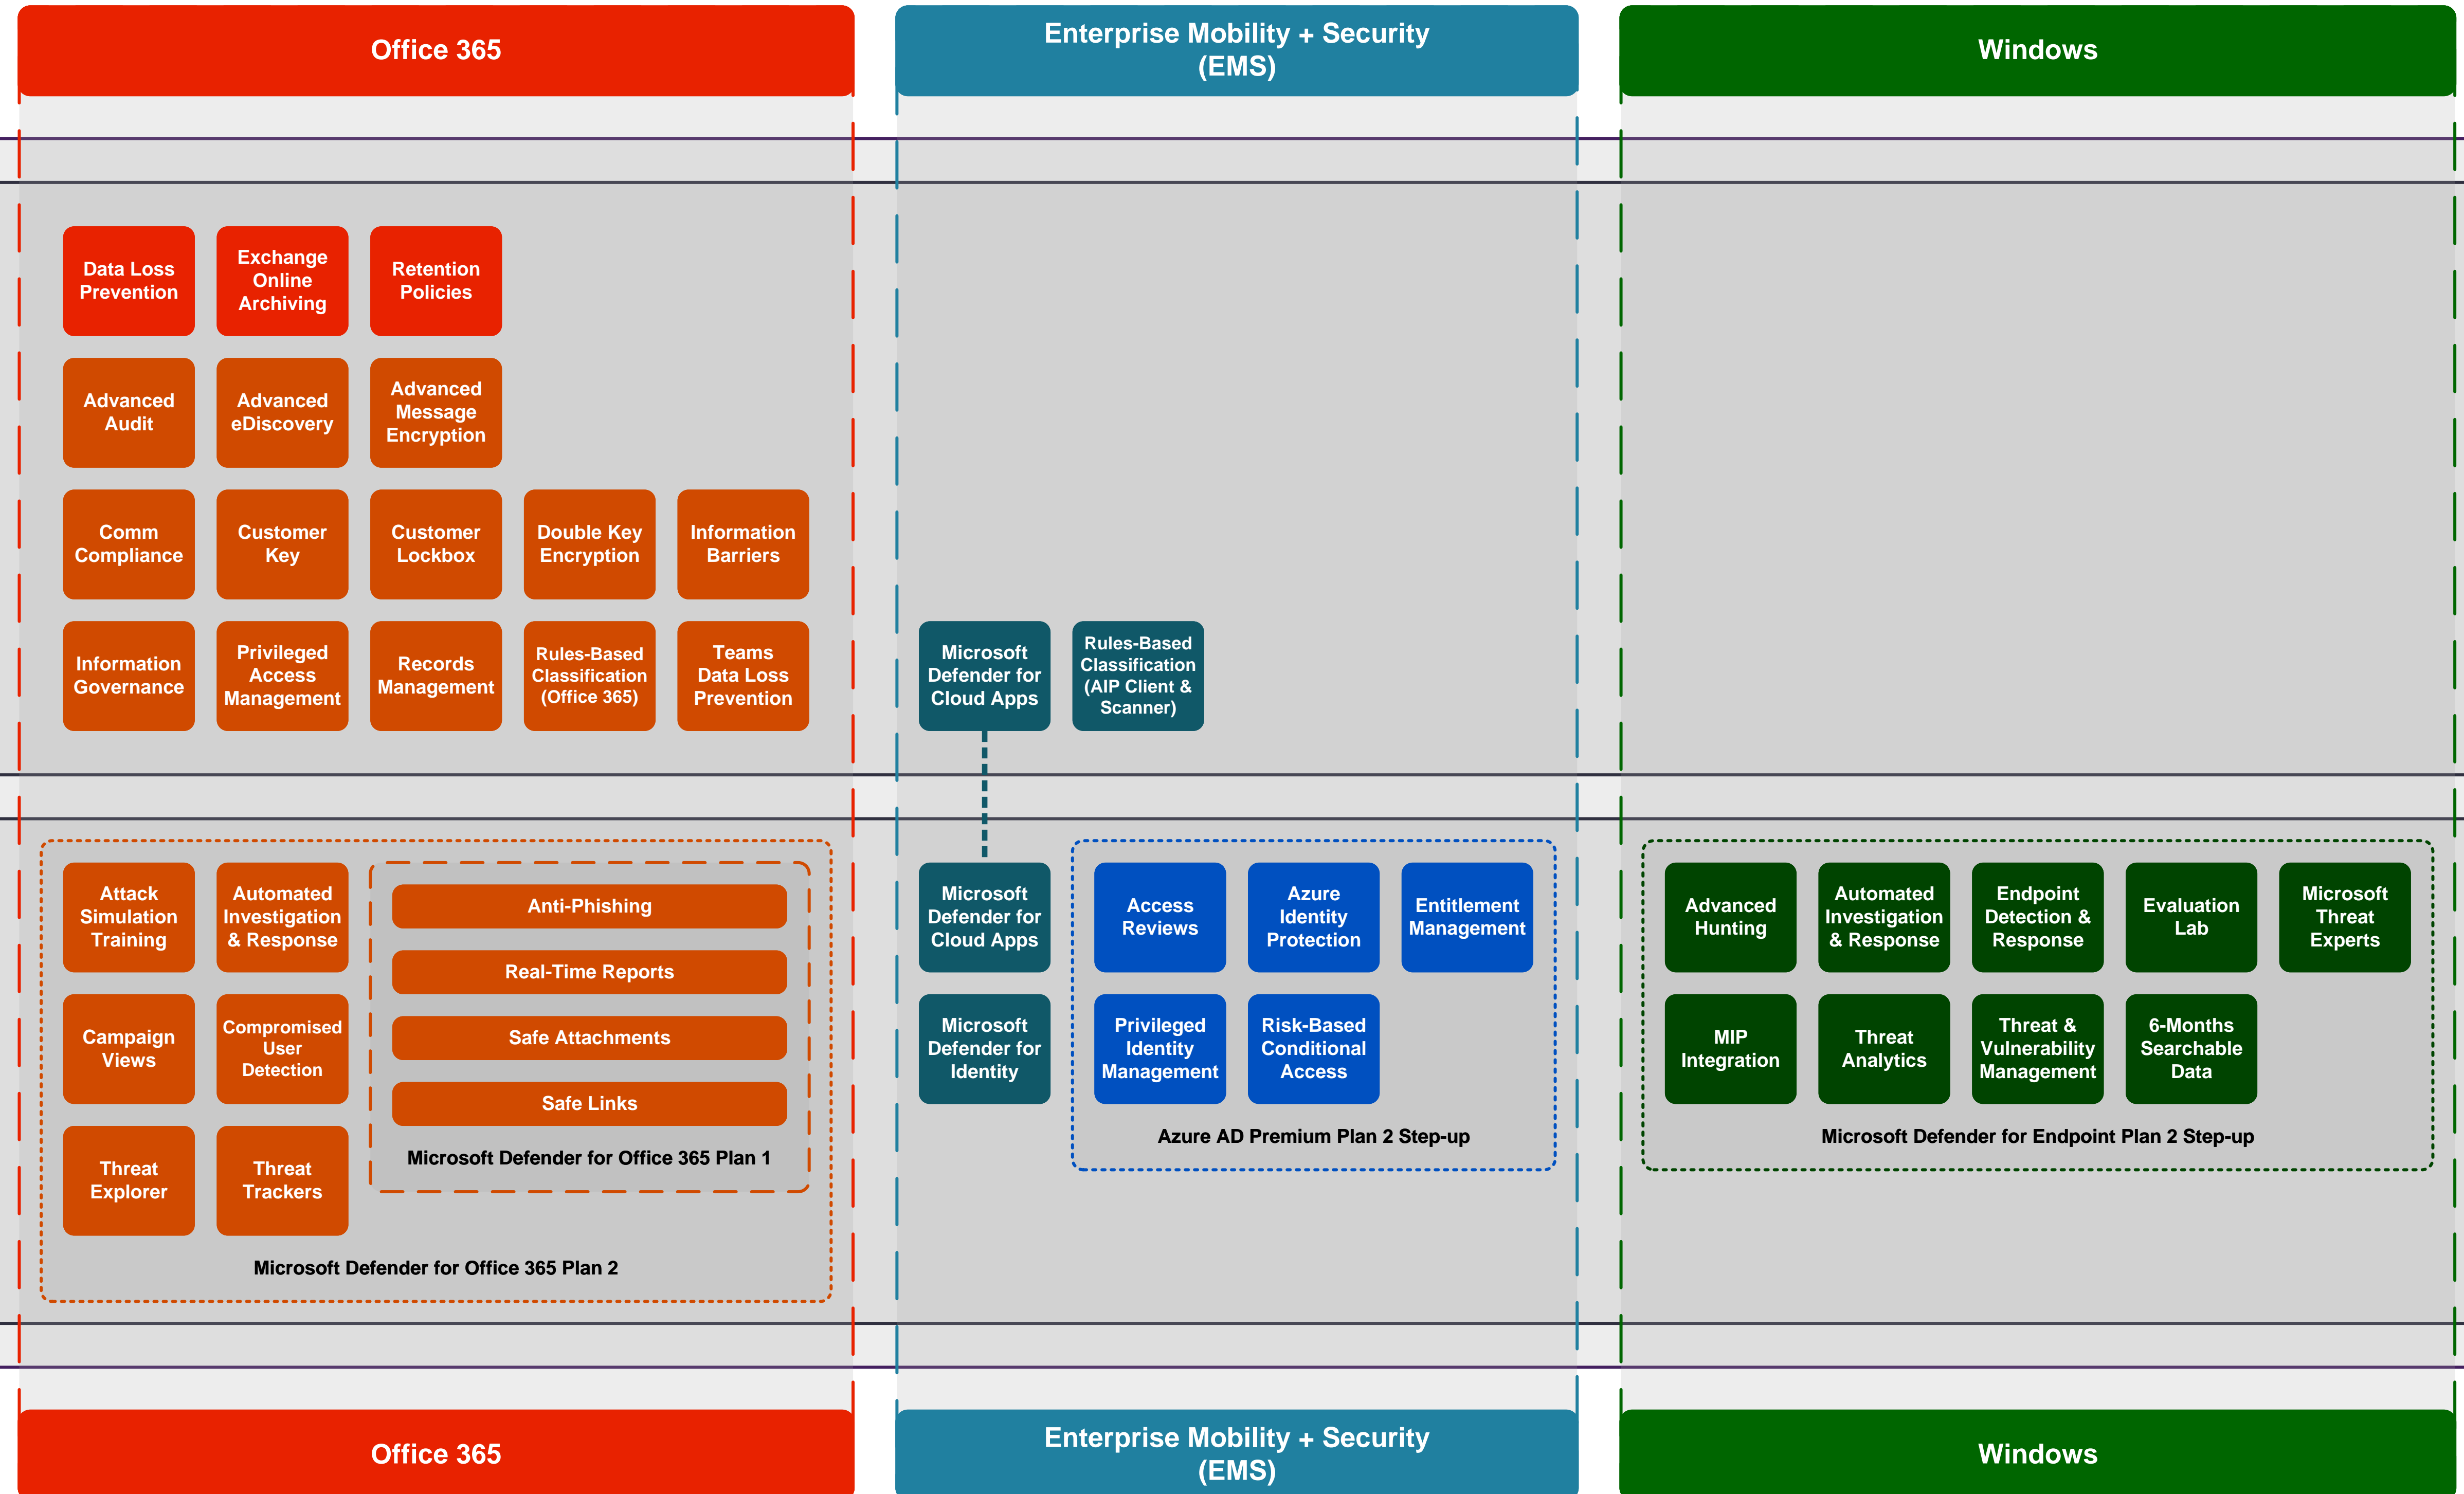 Office 365
Enterprise Mobility + Security
(EMS)
Windows
Data Loss
Prevention
Exchange
Online
Archiving
Retention
Policies
Advanced
Audit
Advanced
eDiscovery
Advanced
Message
Encryption
Comm
Compliance
Customer
Key
Customer
Lockbox
Double Key
Encryption
Information
Barriers
Information
Governance
Privileged
Access
Management
Records
Management
Rules-Based
Classification
(Office 365)
Teams
Data Loss
Prevention
Microsoft
Defender for
Cloud Apps
Rules-Based
Classification
(AIP Client &
Scanner)
Attack
Simulation
Training
Automated
Investigation
& Response
Anti-Phishing
Real-Time Reports
Safe Attachments
Safe Links
Microsoft Defender for Office 365 Plan 1
Campaign
Views
Compromised
User
Detection
Threat
Explorer
Threat
Trackers
Microsoft Defender for Office 365 Plan 2
Microsoft
Defender for
Cloud Apps
Microsoft
Defender for
Identity
Access
Reviews
Azure
Identity
Protection
Entitlement
Management
Privileged
Identity
Management
Risk-Based
Conditional
Access
Azure AD Premium Plan 2 Step-up
Advanced
Hunting
Automated
Investigation
& Response
Endpoint
Detection &
Response
Evaluation
Lab
Microsoft
Threat
Experts
MIP
Integration
Threat
Analytics
Threat &
Vulnerability
Management
6-Months
Searchable
Data
Microsoft Defender for Endpoint Plan 2 Step-up
Office 365
Enterprise Mobility + Security
(EMS)
Windows